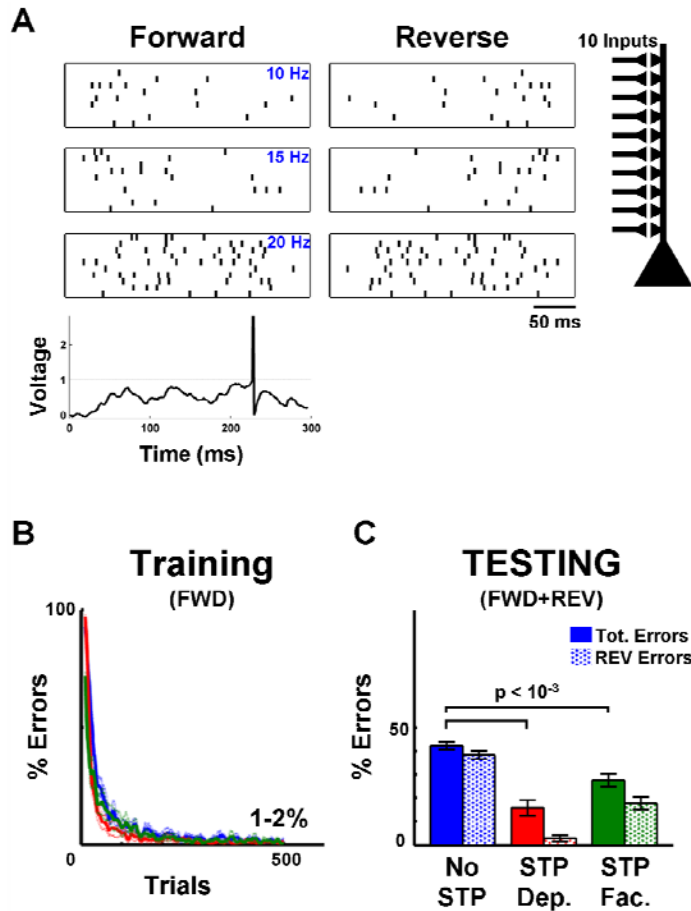 A
Forward
Reverse
10 Inputs
10 Hz
15 Hz
20 Hz
50 ms
Voltage
2
1
0
0
100
200
300
Time (ms)
B
Training
(FWD)
100
% Errors
1-2%
0
500
Trials
C
TESTING
(FWD+REV)
Tot. Errors
REV Errors
p < 10-3
50
% Errors
0
No STP
STP Dep.
STP Fac.